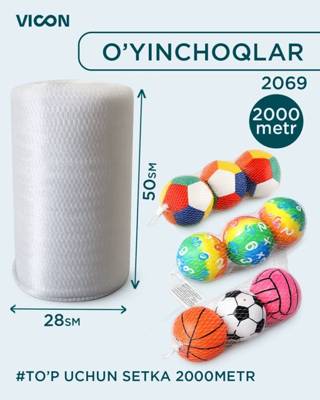 VICON
O'YINCHOQLAR
2069
2000
metr
50SM
28SM
#TO'P UCHUN SETKA 2000METR